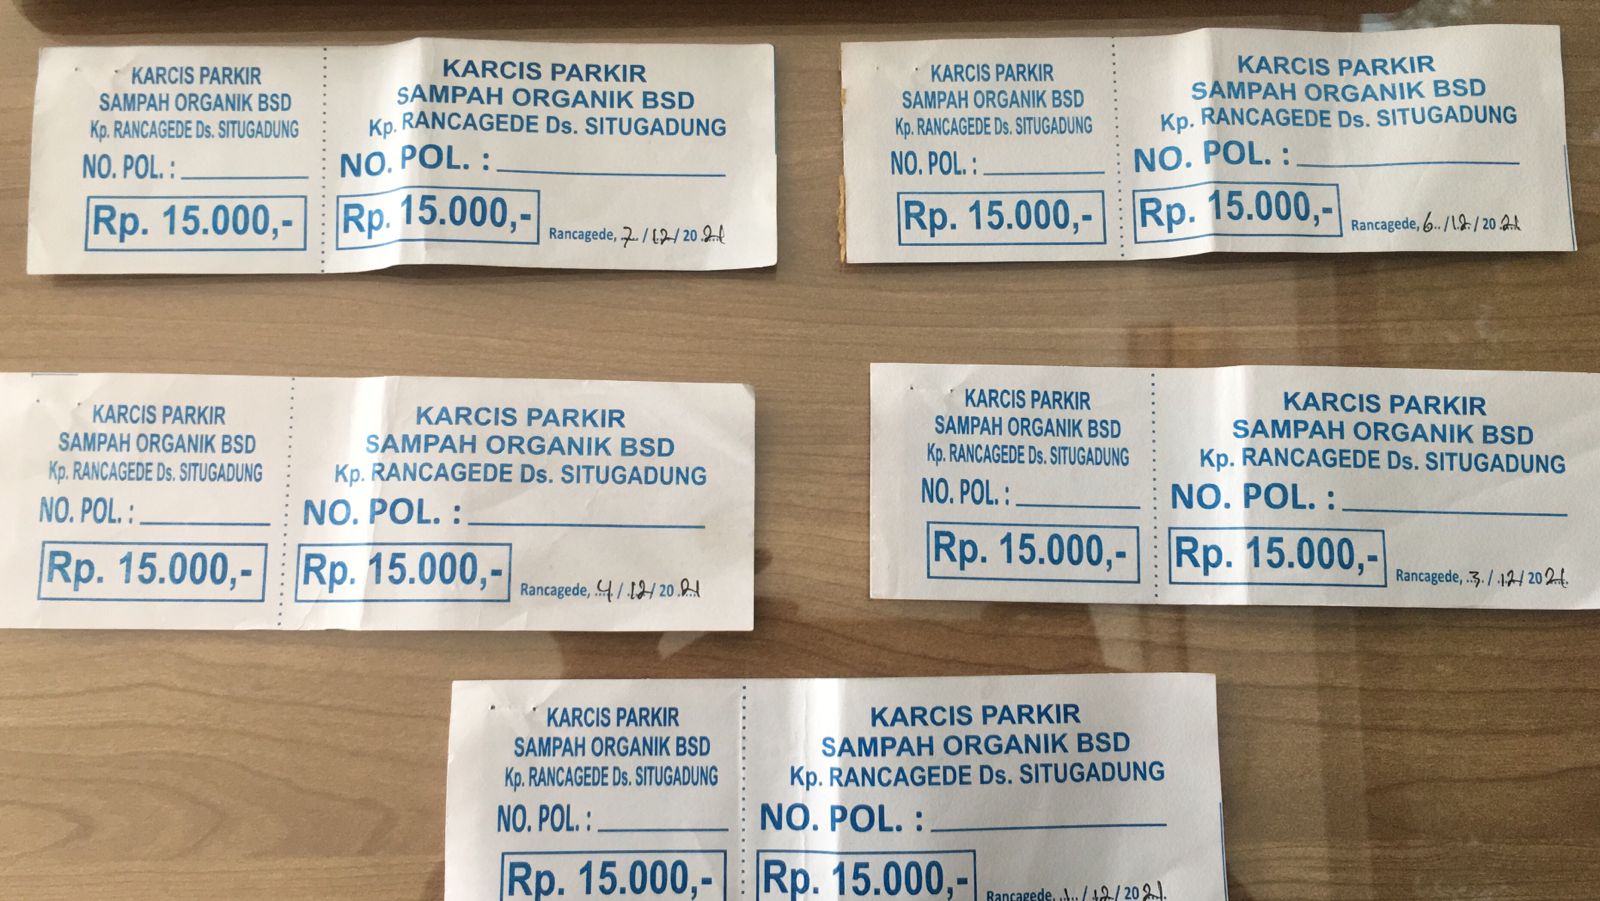 KARCIS PARKIR
SAMPAH ORGANIK BSD
Kp. RANCAGEDE Ds. SITUGADUNG
NO. POL. :
Rp. 15.000,-
KARCIS PARKIR
SAMPAH ORGANIK BSD
Kp. RANCAGEDE Ds. SITUGADUNG
NO. POL. :
Rp. 15.000,-
Rancagede, 7/12/2021
KARCIS PARKIR
SAMPAH ORGANIK BSD
Kp. RANCAGEDE Ds. SITUGADUNG
NO. POL. :
Rp. 15.000,-
KARCIS PARKIR
SAMPAH ORGANIK BSD
Kp. RANCAGEDE Ds. SITUGADUNG
NO. POL. :
Rp. 15.000,-
Rancagede, 6/12/2021
KARCIS PARKIR
SAMPAH ORGANIK BSD
Kp. RANCAGEDE Ds. SITUGADUNG
NO. POL. :
Rp. 15.000,-
KARCIS PARKIR
SAMPAH ORGANIK BSD
Kp. RANCAGEDE Ds. SITUGADUNG
NO. POL. :
Rp. 15.000,-
Rancagede, 4/12/2021
KARCIS PARKIR
SAMPAH ORGANIK BSD
Kp. RANCAGEDE Ds. SITUGADUNG
NO. POL. :
Rp. 15.000,-
KARCIS PARKIR
SAMPAH ORGANIK BSD
Kp. RANCAGEDE Ds. SITUGADUNG
NO. POL. :
Rp. 15.000,-
Rancagede, 3/12/2021
KARCIS PARKIR
SAMPAH ORGANIK BSD
Kp. RANCAGEDE Ds. SITUGADUNG
NO. POL. :
Rp. 15.000,-
KARCIS PARKIR
SAMPAH ORGANIK BSD
Kp. RANCAGEDE Ds. SITUGADUNG
NO. POL. :
Rp. 15.000,-
Rancagede, 1/12/2021